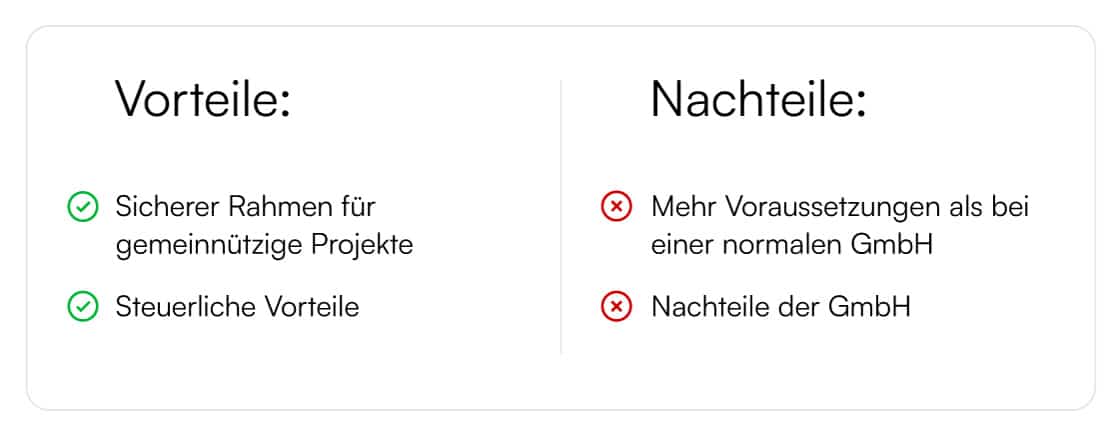 Vorteile:
Sicherer Rahmen für
gemeinnützige Projekte
Steuerliche Vorteile
Nachteile:
Mehr Voraussetzungen als bei
einer normalen GmbH
Nachteile der GmbH